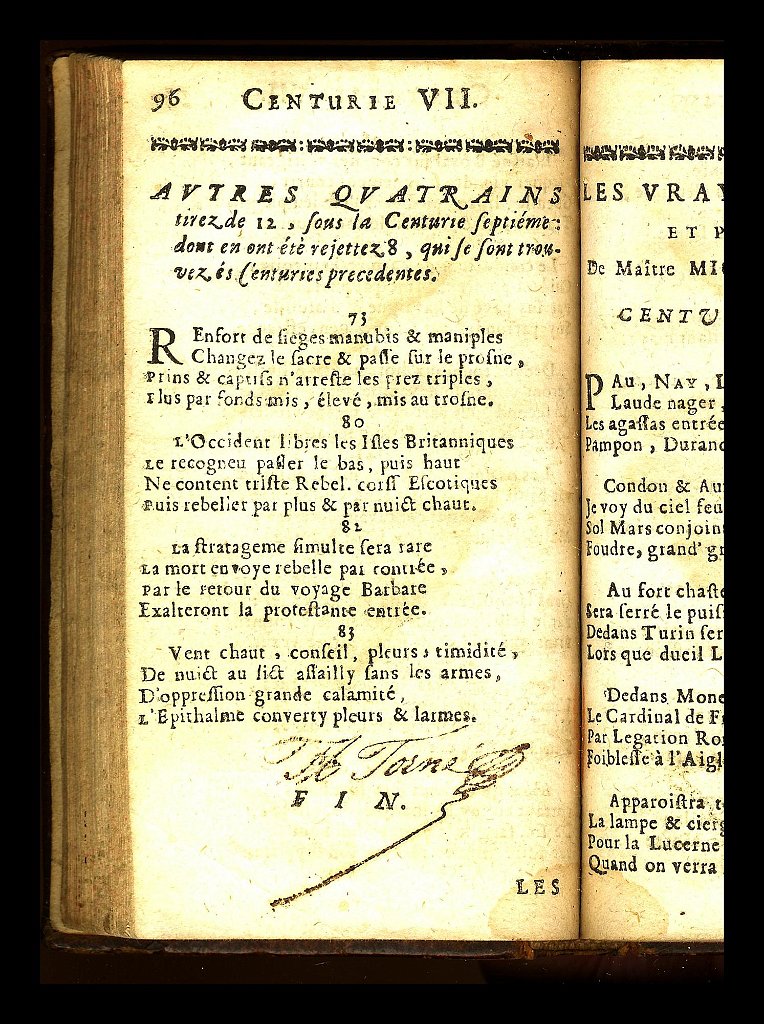 96 CENTURIE VII.
AVTRES QVATRAINS
tirez de 12, sous la Centurie septiéme:
dont en ont été rejettez 8, qui se sont trou-
vez és Centuries precedentes.
73
REnfort de sieges manubis & maniples
Changez le sacre & passe sur le prosne,
Prins & captifs n'arreste les prez triples,
Plus par fonds mis, élevé, mis au trosne.
80
L'Occident libres les Isles Britanniques
Le recogneu passer le bas, puis haut
Ne content triste Rebel. corss Escotiques
Puis rebeller par plus & par nuict chaut.
82
La stratageme simulte sera rare
La mort en voye rebelle par contrée,
Par le retour du voyage Barbare
Exalteront la protestante entrée.
83
Vent chaut, conseil, pleurs, timidité,
De nuict au lict assailly sans les armes,
D'oppression grande calamité,
L'Epithalme converty pleurs & larmes.
FIN.
LES
LES VRAY
ET P
De Maître MI
CENTU
PAu, NAY, L
Laude nager,
Les agassas entrée
Pampon, Duranc
Condon & Au
Je voy du ciel feu
Sol Mars conjoin
Foudre, grand' gr
Au fort chaste
Sera serré le puis
Dedans Turin ser
Lors que dueil L
Dedans Mone
Le Cardinal de Fr
Par Legation Ro
Foiblesse à l'Aigl
Apparoistra t
La lampe & cierg
Pour la Lucerne
Quand on verra